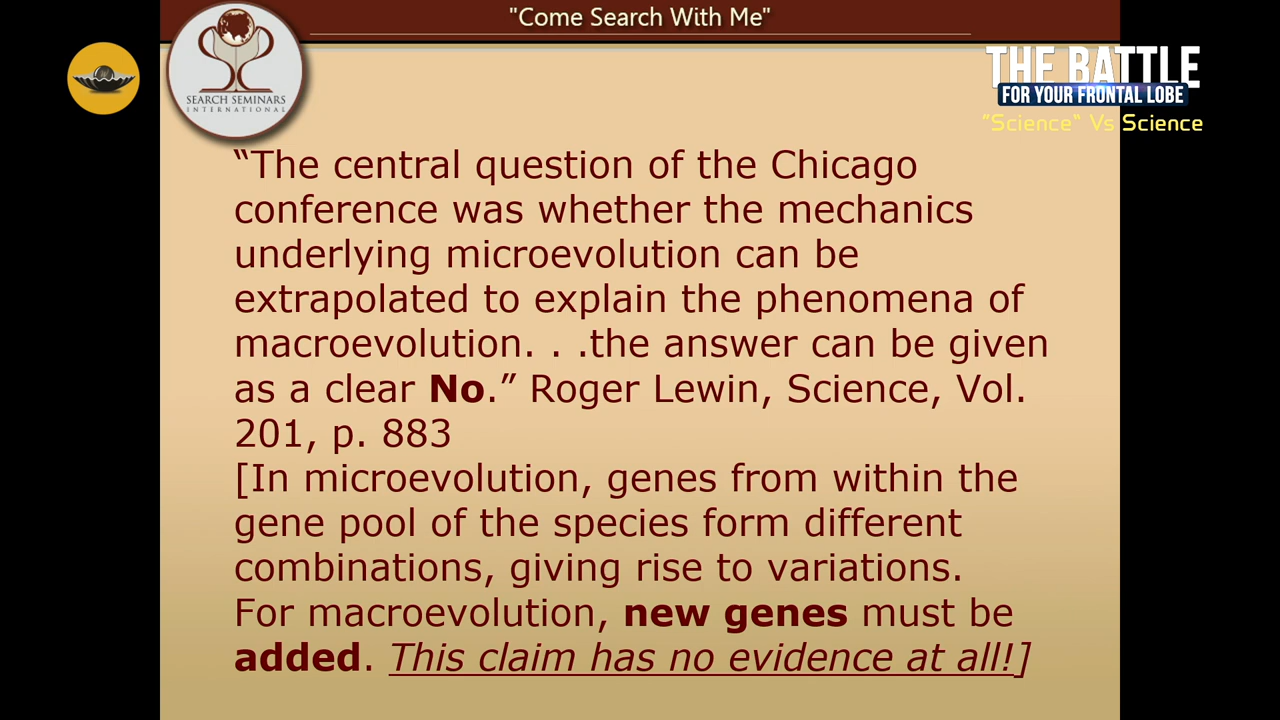 "Come Search With Me"
SEARCH SEMINARS
INTERNATIONAL
THE BATTLE
FOR YOUR FRONTAL LOBE
"Science" Vs Science
“The central question of the Chicago
conference was whether the mechanics
underlying microevolution can be
extrapolated to explain the phenomena of
macroevolution. . .the answer can be given
as a clear No.” Roger Lewin, Science, Vol.
201, p. 883
[In microevolution, genes from within the
gene pool of the species form different
combinations, giving rise to variations.
For macroevolution, new genes must be
added. This claim has no evidence at all!]